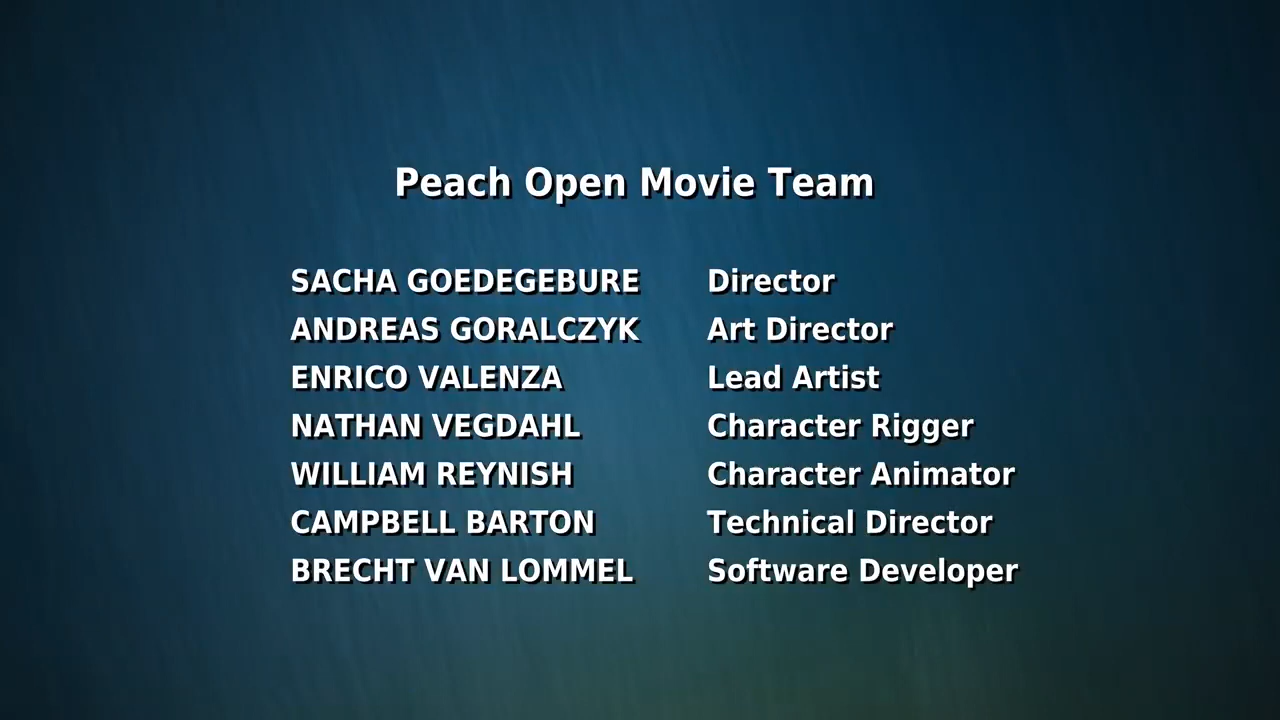 Peach Open Movie Team
SACHA GOEDEGEBURE Director
ANDREAS GORALCZYK Art Director
ENRICO VALENZA Lead Artist
NATHAN VEGDAHL Character Rigger
WILLIAM REYNISH Character Animator
CAMPBELL BARTON Technical Director
BRECHT VAN LOMMEL Software Developer